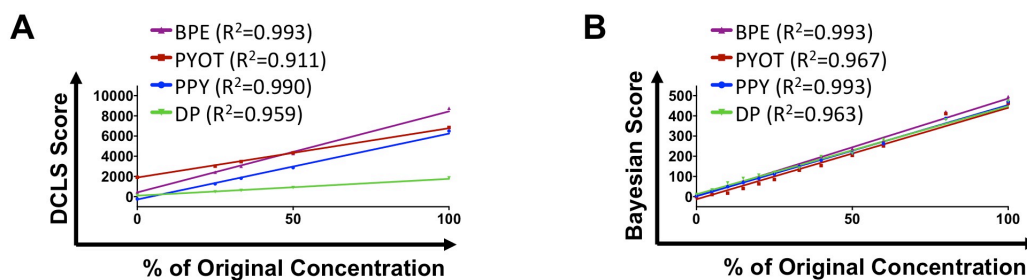 A
BPE (R²=0.993)
PYOT (R²=0.911)
PPY (R²=0.990)
DP (R²=0.959)
DCLS Score
10000
8000
6000
4000
2000
0
0 50 100
% of Original Concentration
B
BPE (R²=0.993)
PYOT (R²=0.967)
PPY (R²=0.993)
DP (R²=0.963)
Bayesian Score
500
400
300
200
100
0
0 50 100
% of Original Concentration